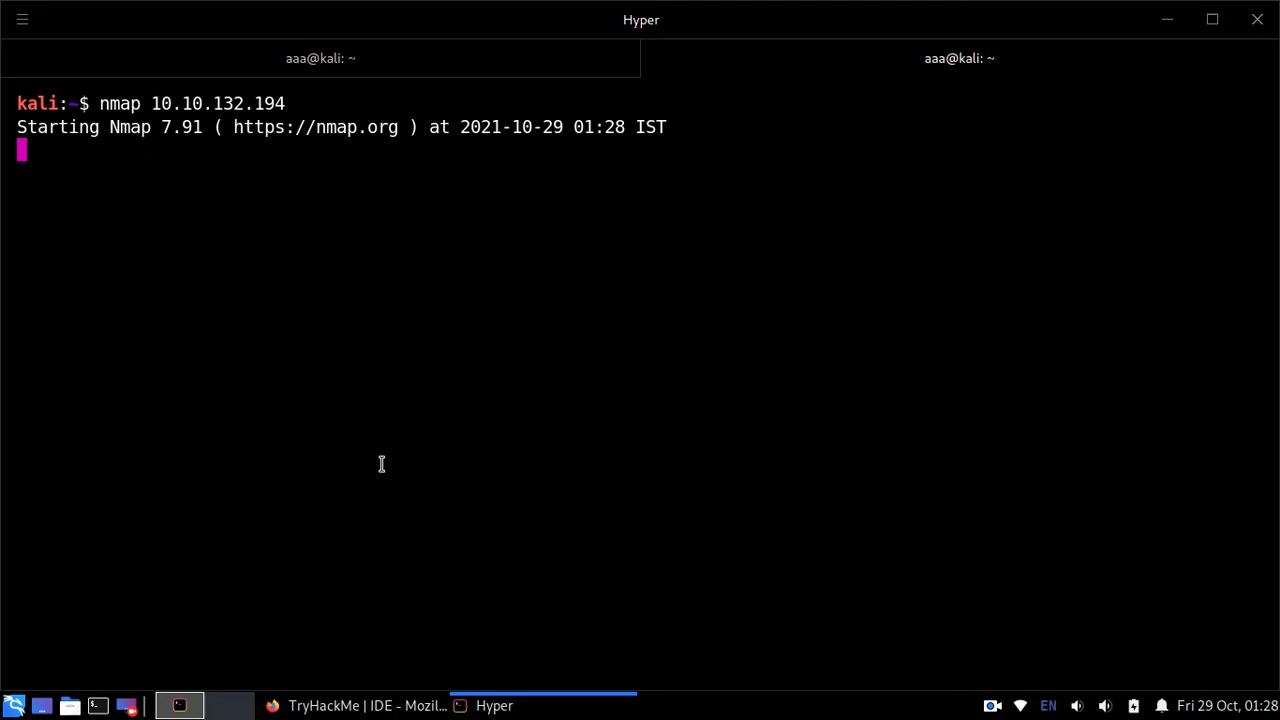 Hyper
aaa@kali: ~
aaa@kali: ~
kali:~$ nmap 10.10.132.194
Starting Nmap 7.91 ( https://nmap.org ) at 2021-10-29 01:28 IST
TryHackMe | IDE - Mozil...
Hyper
EN
Fri 29 Oct, 01:28